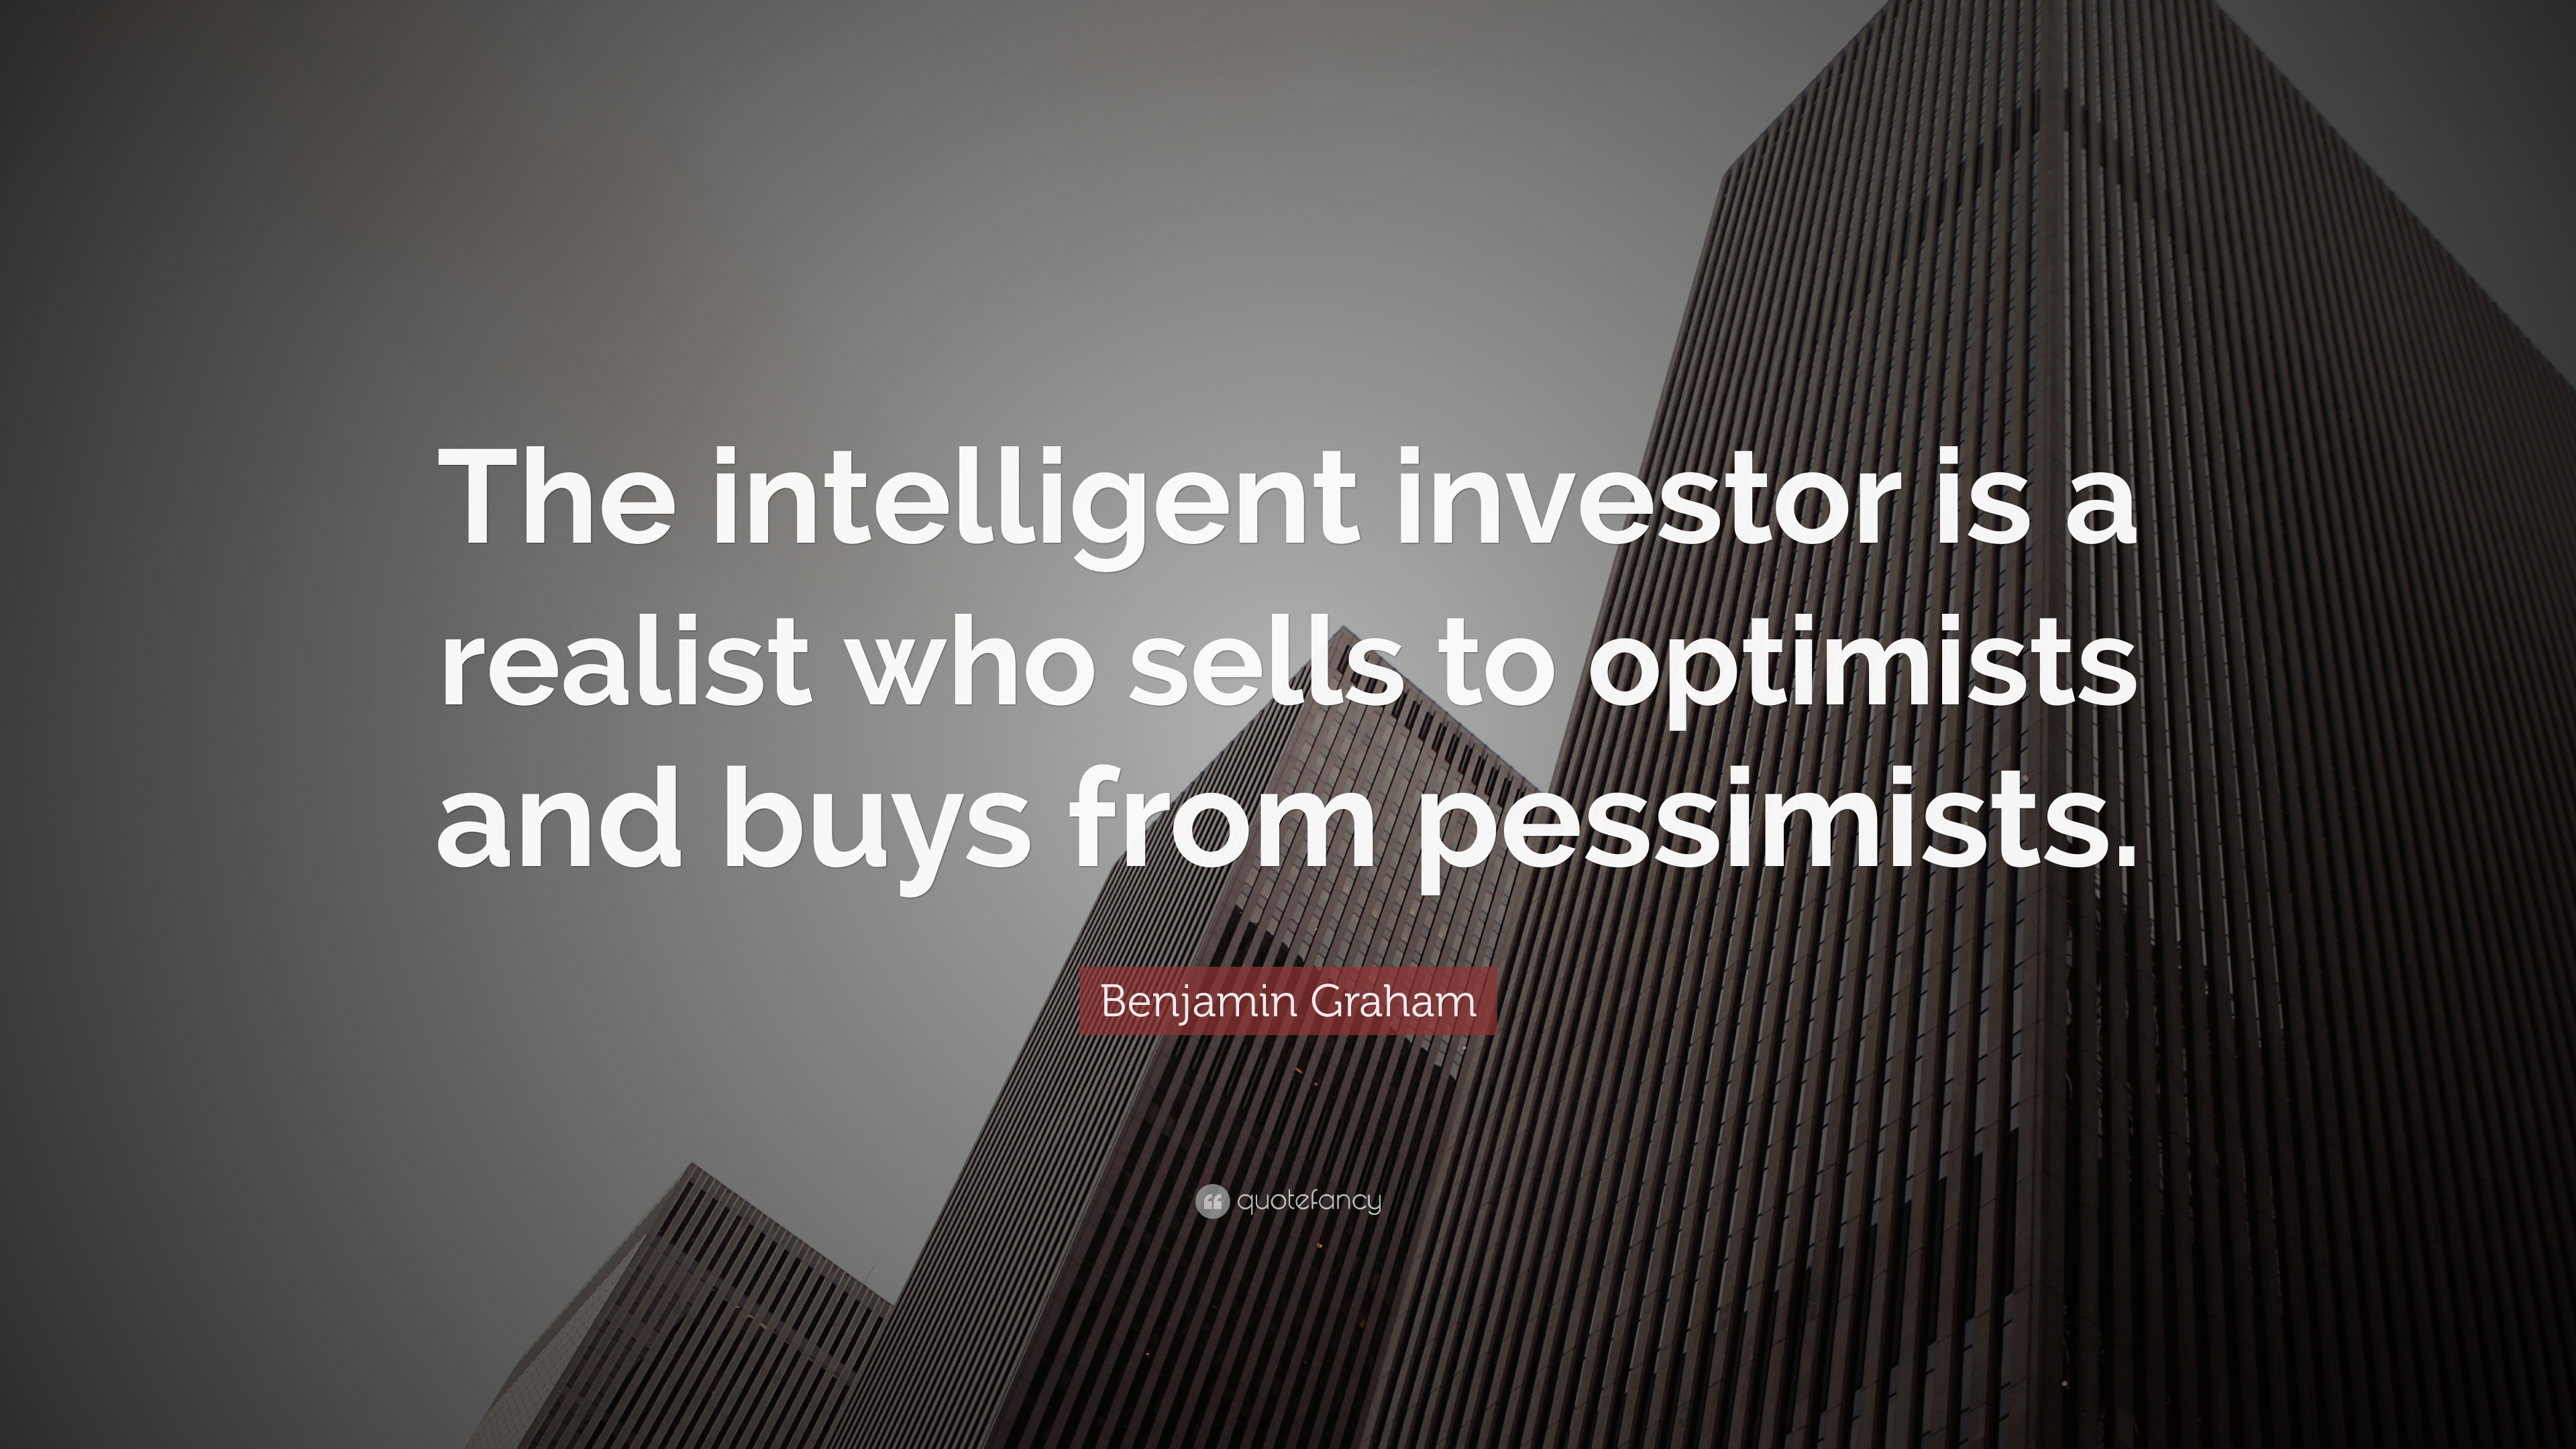 The intelligent investor is a
realist who sells to optimists
and buys from pessimists.
Benjamin Graham
quotefancy